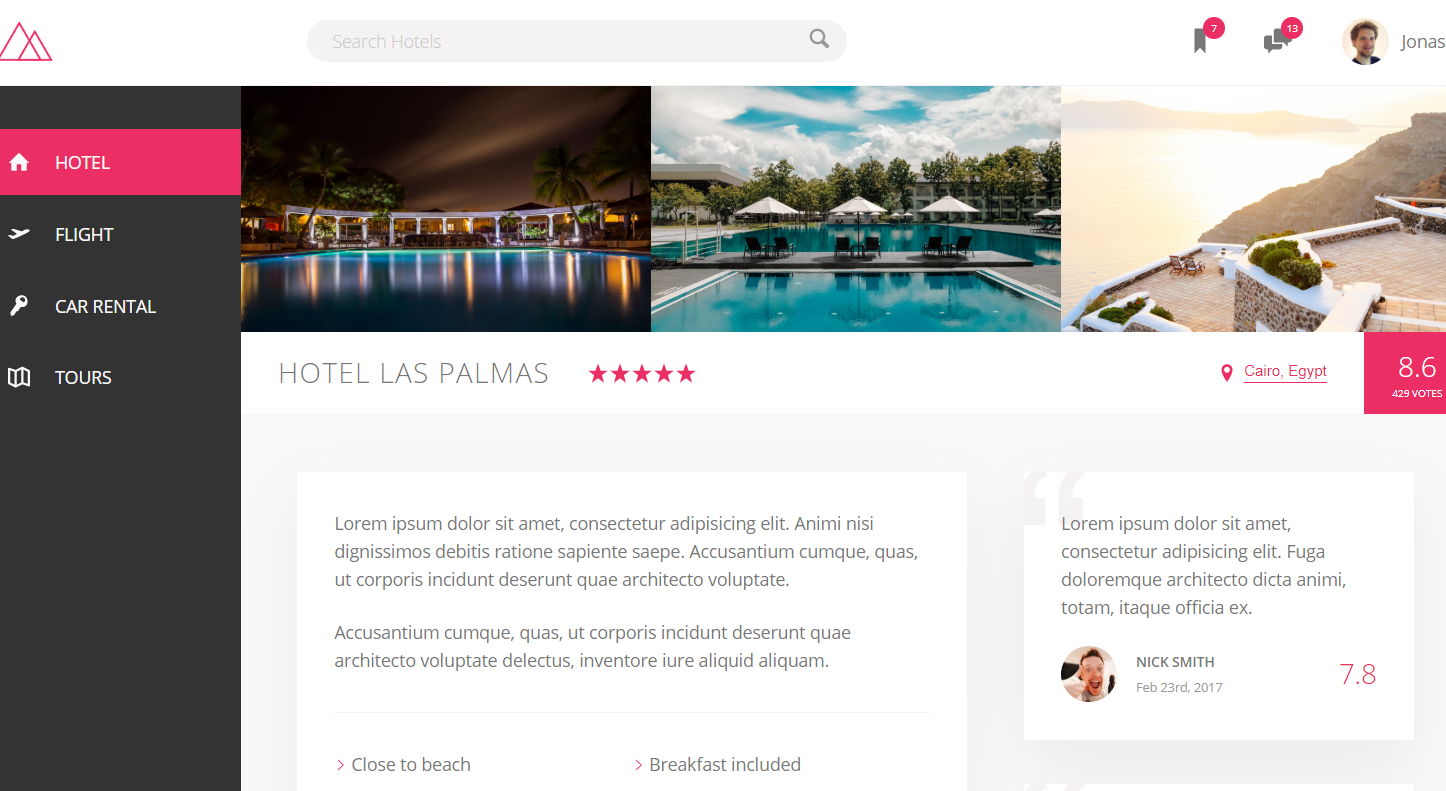 Search Hotels
7
13
Jonas
HOTEL
FLIGHT
CAR RENTAL
TOURS
HOTEL LAS PALMAS
Cairo, Egypt
8.6
429 VOTES
Lorem ipsum dolor sit amet, consectetur adipisicing elit. Animi nisi
dignissimos debitis ratione sapiente saepe. Accusantium cumque, quas,
ut corporis incidunt deserunt quae architecto voluptate.
Accusantium cumque, quas, ut corporis incidunt deserunt quae
architecto voluptate delectus, inventore iure aliquid aliquam.
Close to beach
Breakfast included
“
Lorem ipsum dolor sit amet,
consectetur adipisicing elit. Fuga
doloremque architecto dicta animi,
totam, itaque officia ex.
NICK SMITH
Feb 23rd, 2017
7.8